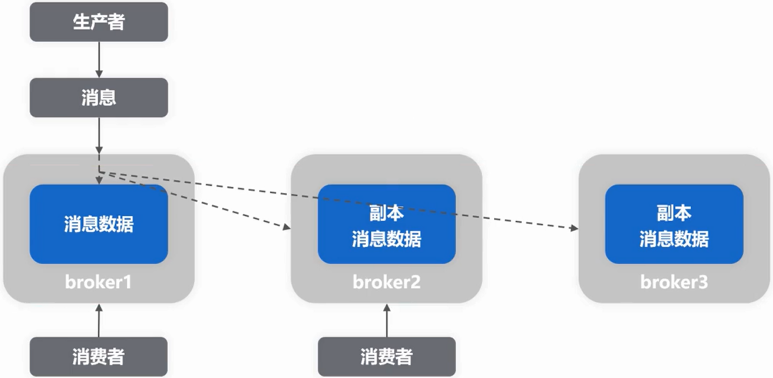 生产者
消息
消息数据
broker1
副本
消息数据
broker2
副本
消息数据
broker3
消费者
消费者